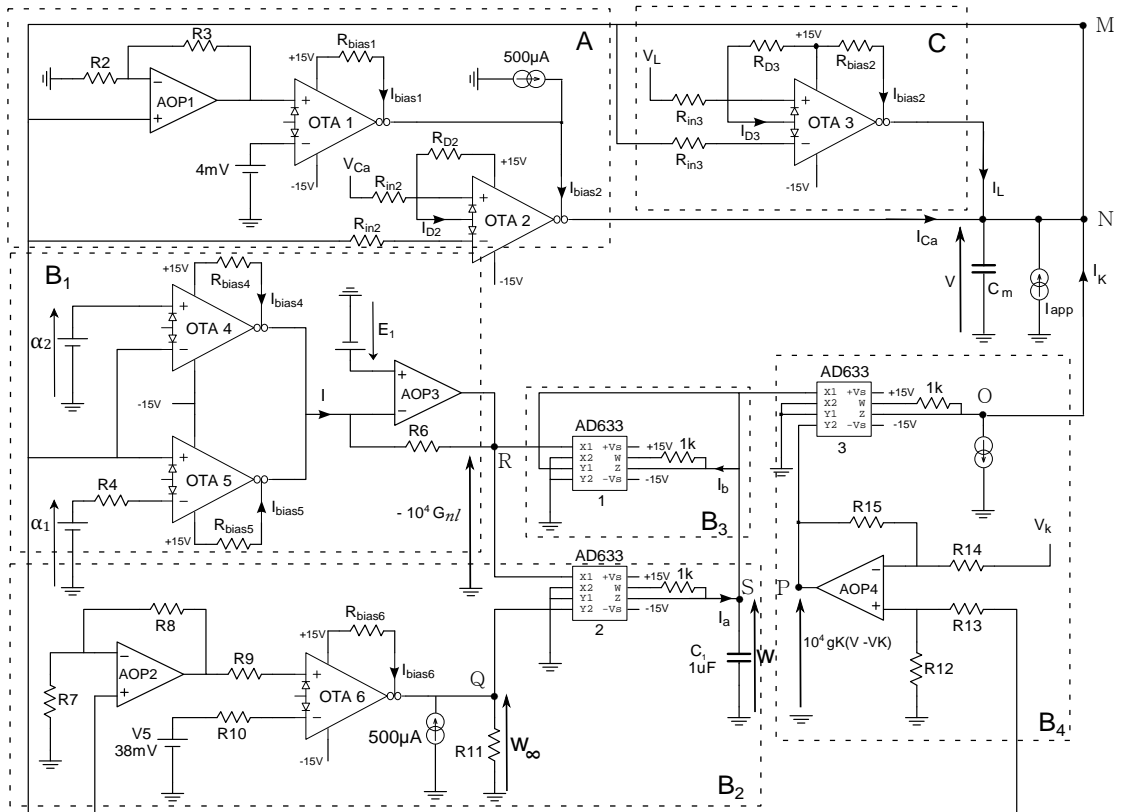 A
R3
R2
AOP1
+15V
Rbias1
Ibias1
OTA 1
-15V
4mV
500µA
VCa
Rin2
RD2
ID2
+15V
OTA 2
Ibias2
Rin2
-15V
C
VL
RD3
+15V
Rbias2
Ibias2
Rin3
ID3
OTA 3
Rin3
-15V
IL
M
N
ICa
V
Cm
Iapp
IK
B1
+15V
Rbias4
Ibias4
OTA 4
α2
-15V
I
E1
AOP3
R6
R
OTA 5
R4
α1
Rbias5
Ibias5
+15V
- 10⁴ Gnl
AD633
X1 +Vs
X2 W
Y1 Z
Y2 -Vs
+15V
1k
-15V
1
Ib
B3
AD633
X1 +Vs
X2 W
Y1 Z
Y2 -Vs
+15V
1k
-15V
3
O
R15
Vk
R14
AOP4
P
R13
R12
10⁴ gK(V -VK)
B4
AD633
X1 +Vs
X2 W
Y1 Z
Y2 -Vs
+15V
1k
-15V
2
Ia
S
C1
1uF
W
R8
AOP2
R7
R9
+15V
Rbias6
Ibias6
OTA 6
-15V
V5
38mV
R10
Q
500µA
R11
W∞
B2